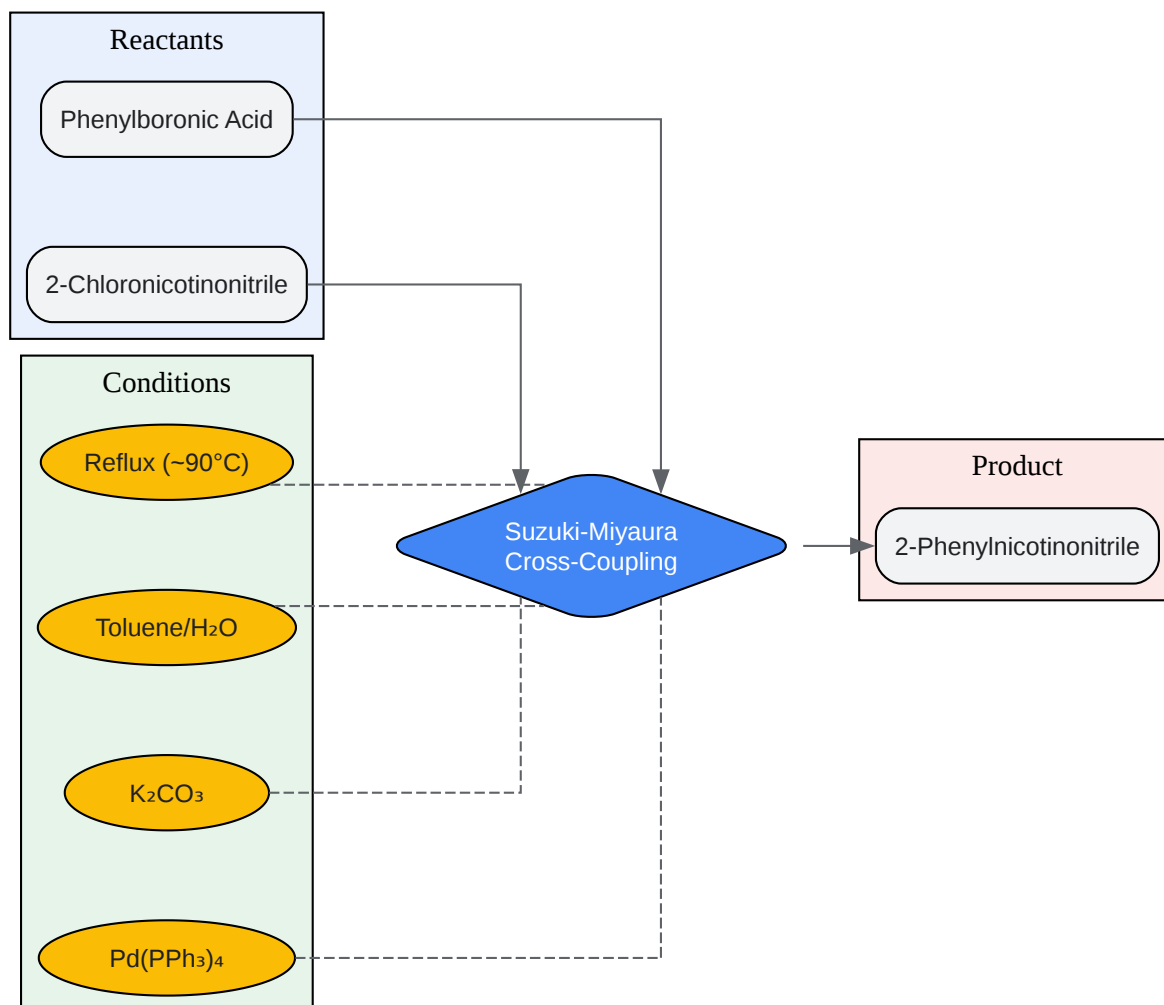 Reactants
Phenylboronic Acid
2-Chloronicotinonitrile
Conditions
Reflux (~90°C)
Toluene/H₂O
K₂CO₃
Pd(PPh₃)₄
Suzuki-Miyaura
Cross-Coupling
Product
2-Phenylnicotinonitrile